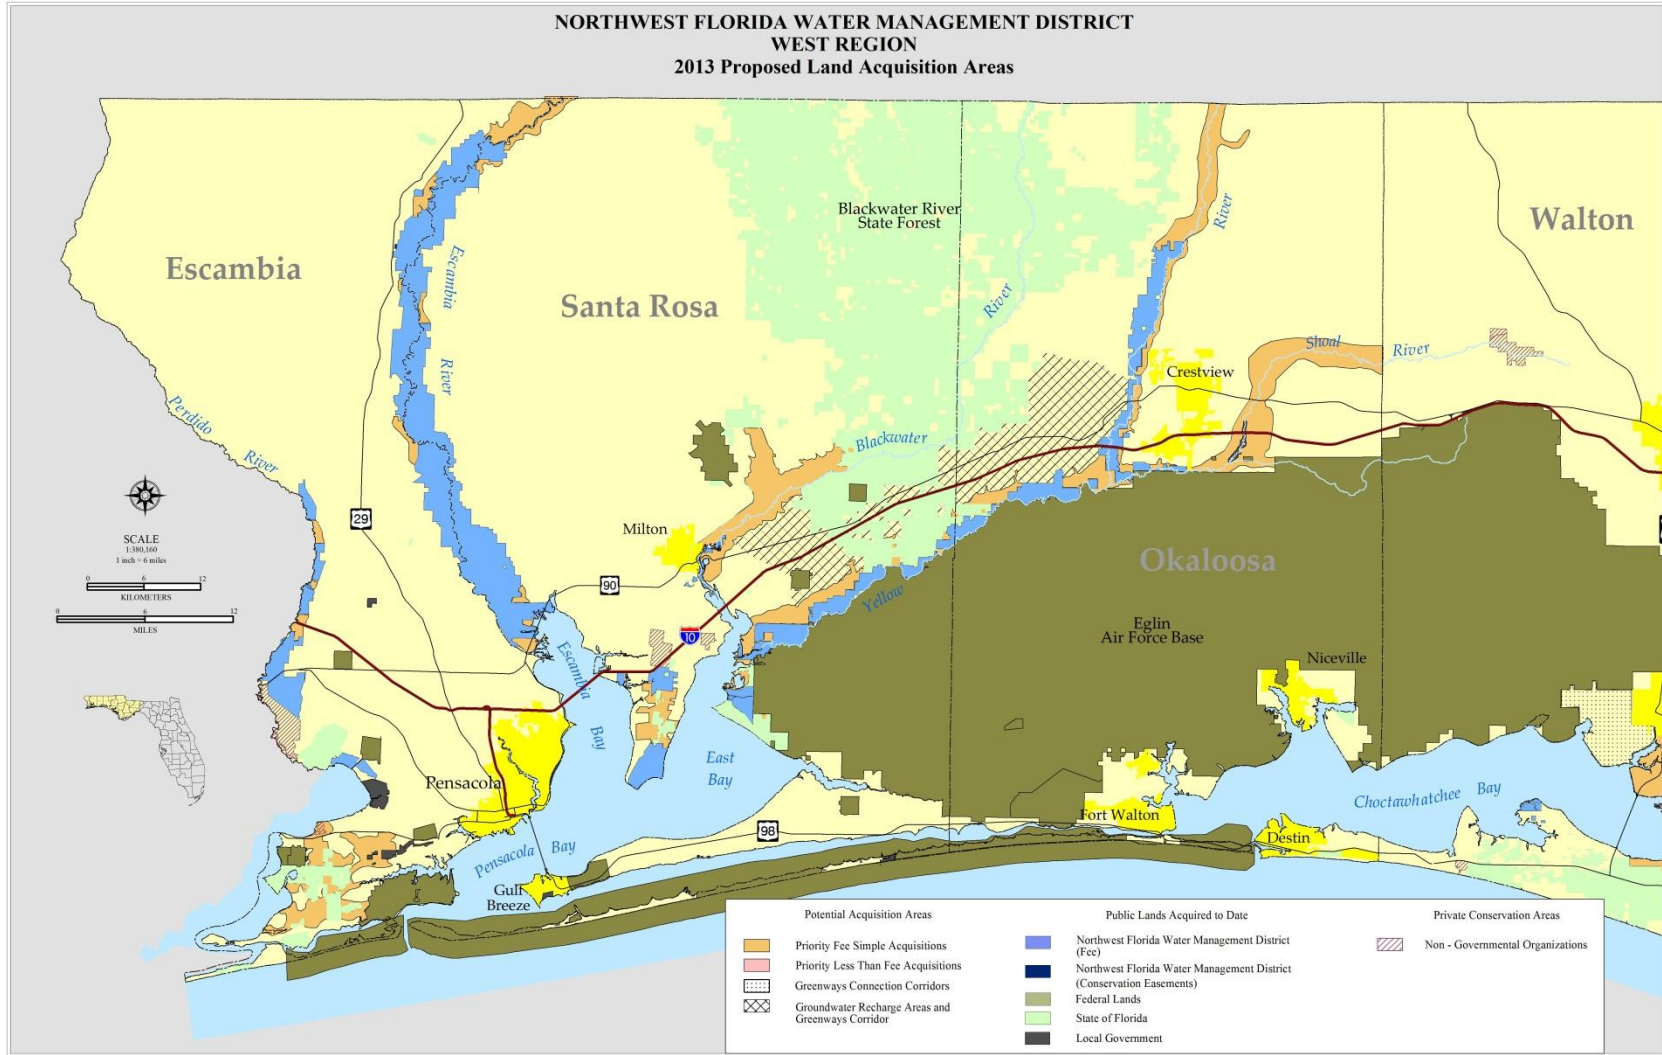 NORTHWEST FLORIDA WATER MANAGEMENT DISTRICT
WEST REGION
2013 Proposed Land Acquisition Areas
Blackwater River
State Forest
River
Walton
Escambia
Escambia
River
Santa Rosa
River
Shoal
River
Crestview
Perdido
River
Blackwater
29
SCALE
1:380,160
1 inch = 6 miles
0 6 12
KILOMETERS
0 6 12
MILES
Milton
90
Yellow
Okaloosa
Eglin
Air Force Base
10
Niceville
Escambia
Bay
East
Bay
Pensacola
Choctawhatchee Bay
Fort Walton
Destin
98
Pensacola Bay
Gulf
Breeze
Potential Acquisition Areas
Priority Fee Simple Acquisitions
Priority Less Than Fee Acquisitions
Greenways Connection Corridors
Groundwater Recharge Areas and
Greenways Corridor
Public Lands Acquired to Date
Northwest Florida Water Management District
(Fee)
Northwest Florida Water Management District
(Conservation Easements)
Federal Lands
State of Florida
Local Government
Private Conservation Areas
Non - Governmental Organizations